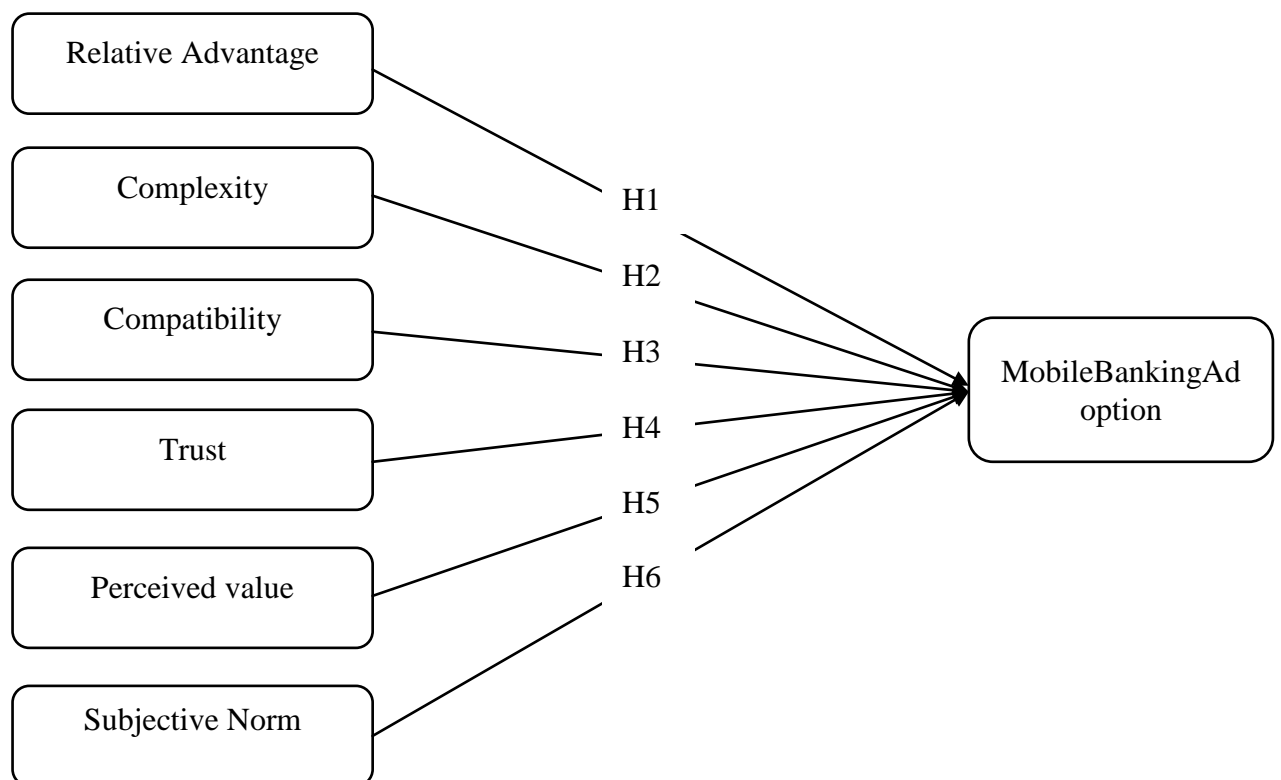 Relative Advantage
Complexity
Compatibility
Trust
Perceived value
Subjective Norm
H1
H2
H3
H4
H5
H6
MobileBankingAd
option